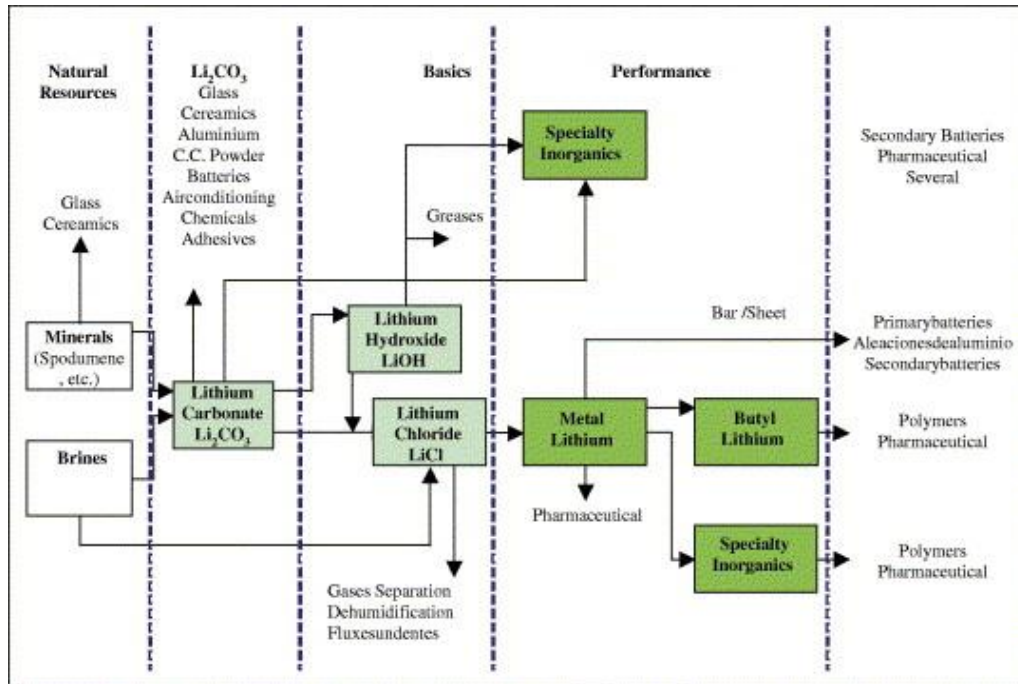 Natural
Resources
Li2CO3
Glass
Cereamics
Aluminium
C.C. Powder
Batteries
Airconditioning
Chemicals
Adhesives
Basics
Performance
Specialty
Inorganics
Secondary Batteries
Pharmaceutical
Several
Glass
Cereamics
Greases
Minerals
(Spodumene
, etc.)
Lithium
Hydroxide
LiOH
Bar /Sheet
Primarybatteries
Aleacionesdealuminio
Secondarybatteries
Lithium
Carbonate
Li2CO3
Lithium
Chloride
LiCl
Metal
Lithium
Butyl
Lithium
Polymers
Pharmaceutical
Brines
Pharmaceutical
Specialty
Inorganics
Polymers
Pharmaceutical
Gases Separation
Dehumidification
Fluxesundentes